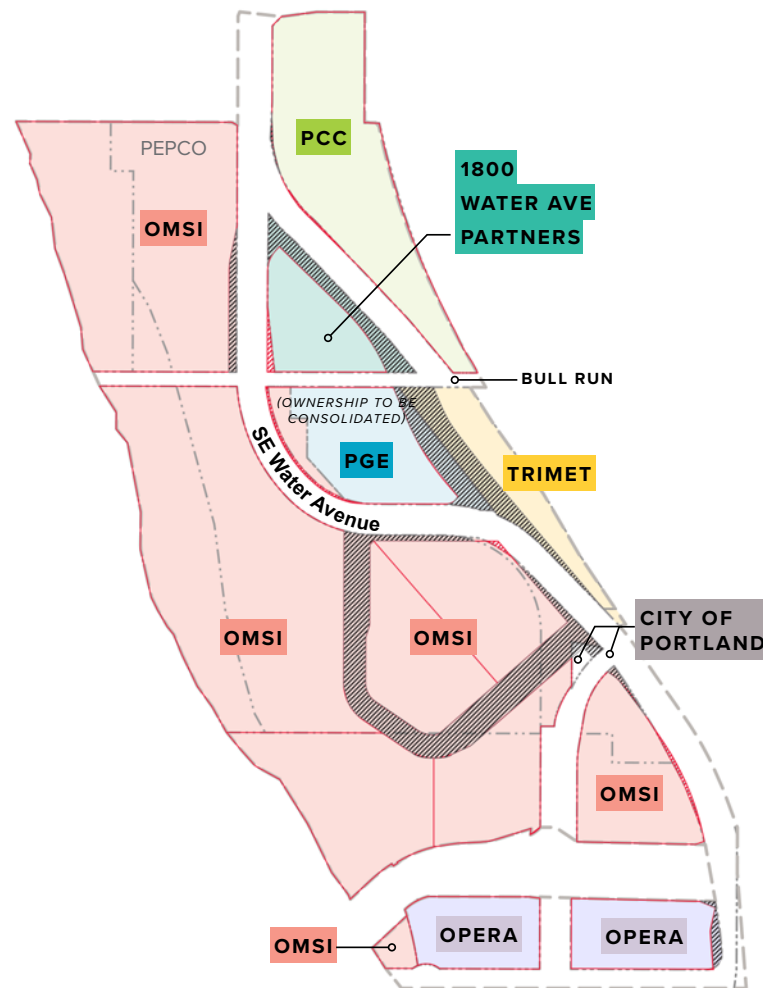 PCC
PEPCO
1800
WATER AVE
PARTNERS
OMSI
BULL RUN
(OWNERSHIP TO BE
CONSOLIDATED)
PGE
TRIMET
SE Water Avenue
OMSI
OMSI
CITY OF
PORTLAND
OMSI
OPERA
OPERA
OMSI